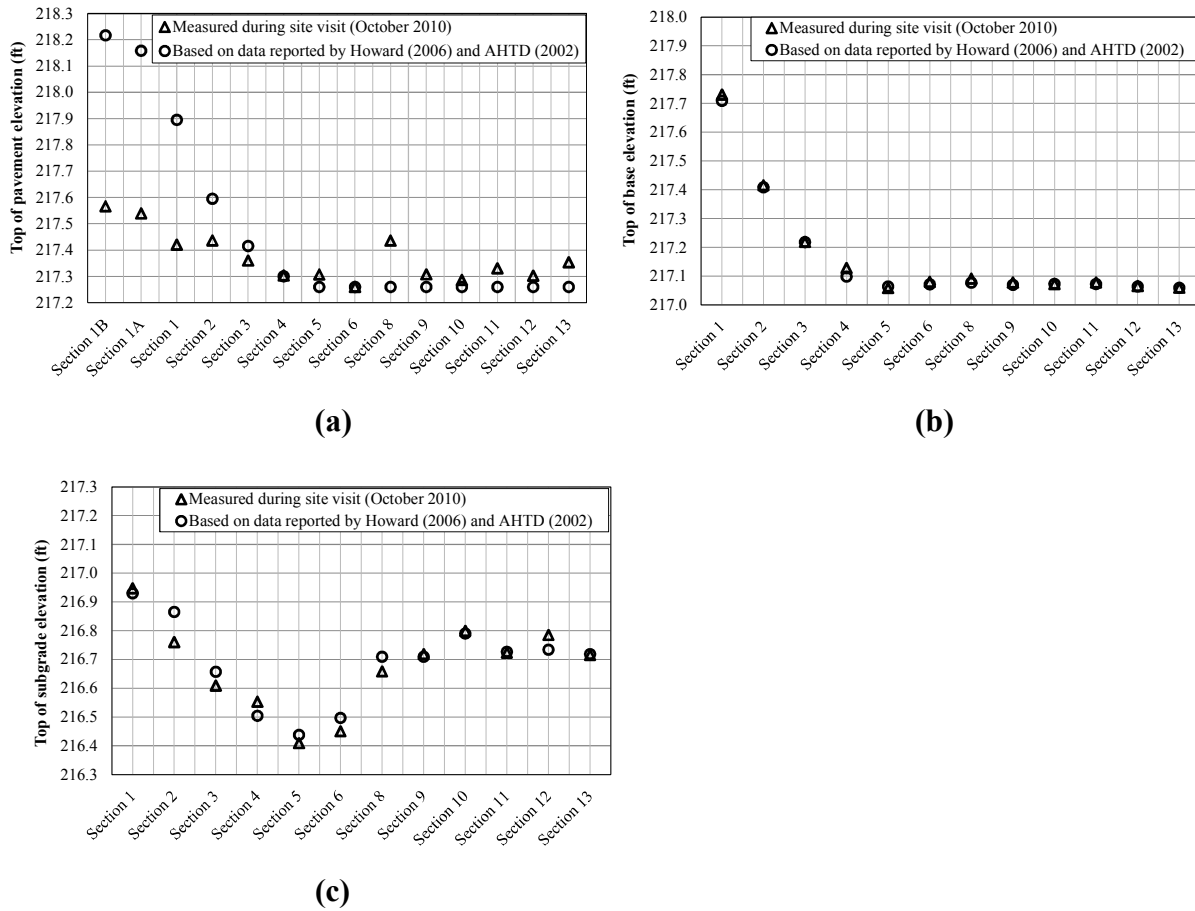 218.3
218.2
218.1
218.0
217.9
217.8
217.7
217.6
217.5
217.4
217.3
217.2
Top of pavement elevation (ft)
Measured during site visit (October 2010)
Based on data reported by Howard (2006) and AHTD (2002)
Section 1B
Section 1A
Section 1
Section 2
Section 3
Section 4
Section 5
Section 6
Section 8
Section 9
Section 10
Section 11
Section 12
Section 13
(a)
218.0
217.9
217.8
217.7
217.6
217.5
217.4
217.3
217.2
217.1
217.0
Top of base elevation (ft)
Measured during site visit (October 2010)
Based on data reported by Howard (2006) and AHTD (2002)
Section 1
Section 2
Section 3
Section 4
Section 5
Section 6
Section 8
Section 9
Section 10
Section 11
Section 12
Section 13
(b)
217.3
217.2
217.1
217.0
216.9
216.8
216.7
216.6
216.5
216.4
216.3
Top of subgrade elevation (ft)
Measured during site visit (October 2010)
Based on data reported by Howard (2006) and AHTD (2002)
Section 1
Section 2
Section 3
Section 4
Section 5
Section 6
Section 8
Section 9
Section 10
Section 11
Section 12
Section 13
(c)